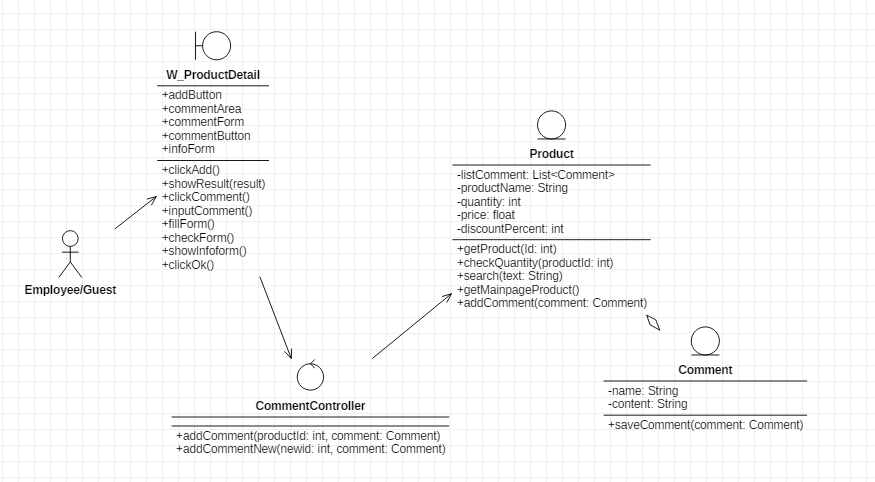 W_ProductDetail
+addButton
+commentArea
+commentForm
+commentButton
+infoForm
+clickAdd()
+showResult(result)
+clickComment()
+inputComment()
+fillForm()
+checkForm()
+showInfoform()
+clickOk()
Employee/Guest
CommentController
+addComment(productId: int, comment: Comment)
+addCommentNew(newid: int, comment: Comment)
Product
-listComment: List<Comment>
-productName: String
-quantity: int
-price: float
-discountPercent: int
+getProduct(Id: int)
+checkQuantity(productId: int)
+search(text: String)
+getMainpageProduct()
+addComment(comment: Comment)
Comment
-name: String
-content: String
+saveComment(comment: Comment)